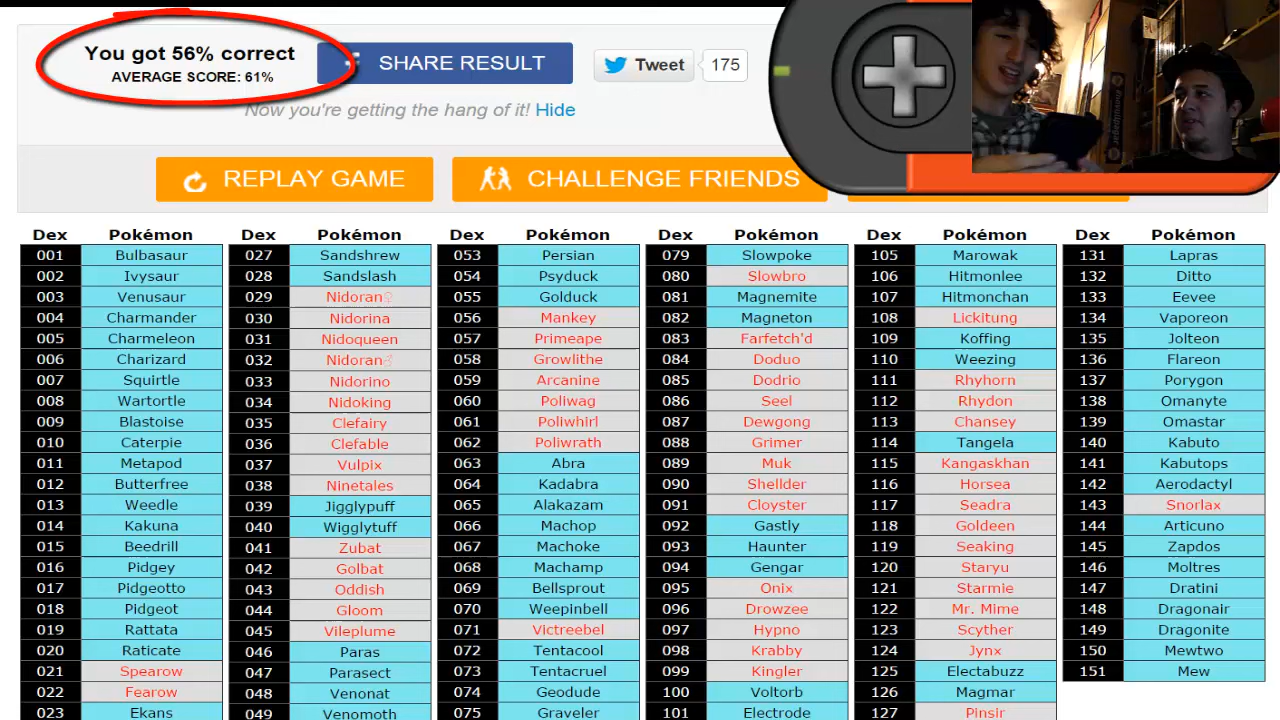 You got 56% correct
AVERAGE SCORE: 61%
SHARE RESULT
Tweet 175
Now you're getting the hang of it! Hide
REPLAY GAME CHALLENGE FRIENDS
Dex Pokémon Dex Pokémon Dex Pokémon Dex Pokémon Dex Pokémon Dex Pokémon
001 Bulbasaur 027 Sandshrew 053 Persian 079 Slowpoke 105 Marowak 131 Lapras
002 Ivysaur 028 Sandslash 054 Psyduck 080 Slowbro 106 Hitmonlee 132 Ditto
003 Venusaur 029 Nidoran♀ 055 Golduck 081 Magnemite 107 Hitmonchan 133 Eevee
004 Charmander 030 Nidorina 056 Mankey 082 Magneton 108 Lickitung 134 Vaporeon
005 Charmeleon 031 Nidoqueen 057 Primeape 083 Farfetch'd 109 Koffing 135 Jolteon
006 Charizard 032 Nidoran♂ 058 Growlithe 084 Doduo 110 Weezing 136 Flareon
007 Squirtle 033 Nidorino 059 Arcanine 085 Dodrio 111 Rhyhorn 137 Porygon
008 Wartortle 034 Nidoking 060 Poliwag 086 Seel 112 Rhydon 138 Omanyte
009 Blastoise 035 Clefairy 061 Poliwhirl 087 Dewgong 113 Chansey 139 Omastar
010 Caterpie 036 Clefable 062 Poliwrath 088 Grimer 114 Tangela 140 Kabuto
011 Metapod 037 Vulpix 063 Abra 089 Muk 115 Kangaskhan 141 Kabutops
012 Butterfree 038 Ninetales 064 Kadabra 090 Shellder 116 Horsea 142 Aerodactyl
013 Weedle 039 Jigglypuff 065 Alakazam 091 Cloyster 117 Seadra 143 Snorlax
014 Kakuna 040 Wigglytuff 066 Machop 092 Gastly 118 Goldeen 144 Articuno
015 Beedrill 041 Zubat 067 Machoke 093 Haunter 119 Seaking 145 Zapdos
016 Pidgey 042 Golbat 068 Machamp 094 Gengar 120 Staryu 146 Moltres
017 Pidgeotto 043 Oddish 069 Bellsprout 095 Onix 121 Starmie 147 Dratini
018 Pidgeot 044 Gloom 070 Weepinbell 096 Drowzee 122 Mr. Mime 148 Dragonair
019 Rattata 045 Vileplume 071 Victreebel 097 Hypno 123 Scyther 149 Dragonite
020 Raticate 046 Paras 072 Tentacool 098 Krabby 124 Jynx 150 Mewtwo
021 Spearow 047 Parasect 073 Tentacruel 099 Kingler 125 Electabuzz 151 Mew
022 Fearow 048 Venonat 074 Geodude 100 Voltorb 126 Magmar
023 Ekans 049 Venomoth 075 Graveler 101 Electrode 127 Pinsir